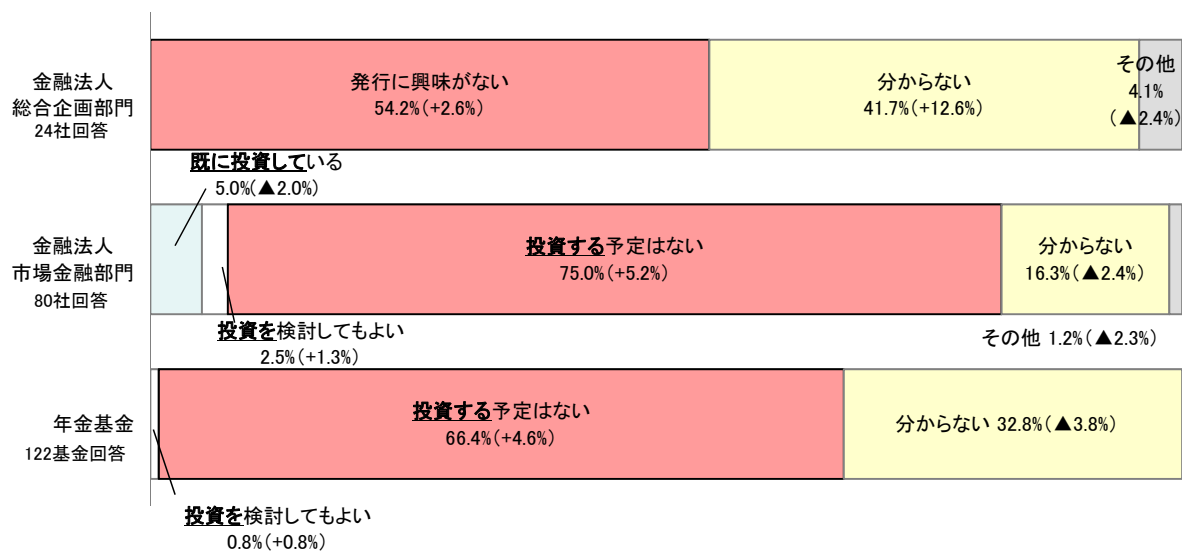 金融法人
総合企画部門
24社回答
発行に興味がない
54.2%(+2.6%)
分からない
41.7%(+12.6%)
その他
4.1%
(▲2.4%)
既に投資している
5.0%(▲2.0%)
金融法人
市場金融部門
80社回答
投資する予定はない
75.0%(+5.2%)
分からない
16.3%(▲2.4%)
投資を検討してもよい
2.5%(+1.3%)
その他 1.2%(▲2.3%)
年金基金
122基金回答
投資する予定はない
66.4%(+4.6%)
分からない 32.8%(▲3.8%)
投資を検討してもよい
0.8%(+0.8%)